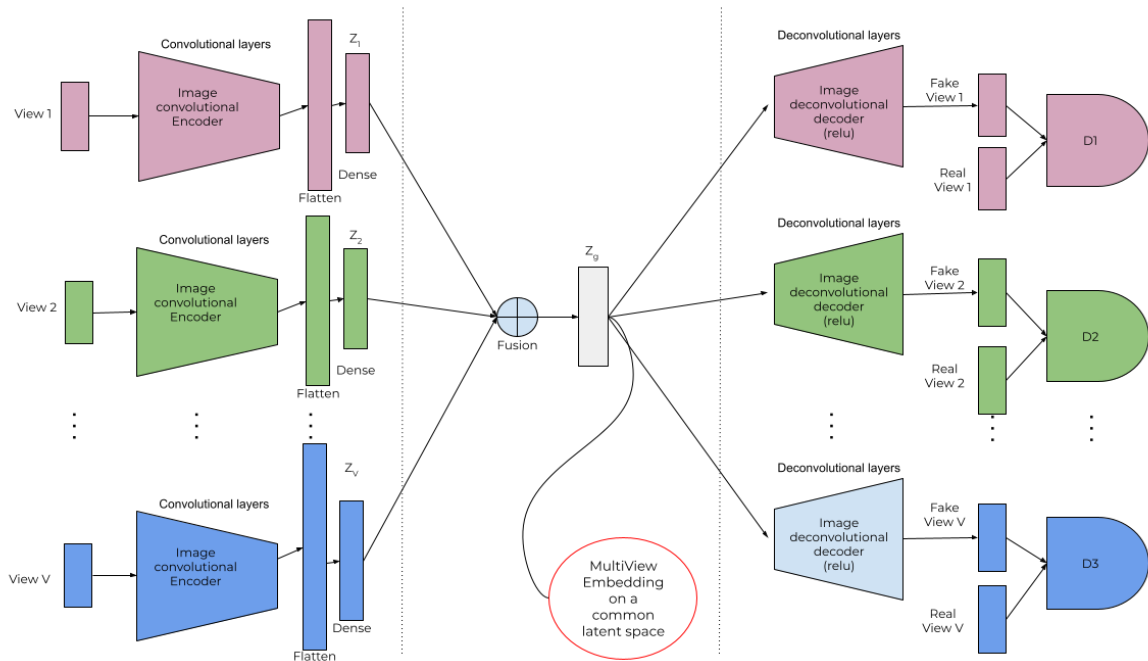 Convolutional layers
Z1
View 1
Image
convolutional
Encoder
Dense
Flatten
Convolutional layers
Z2
View 2
Image
convolutional
Encoder
Dense
Flatten
Convolutional layers
ZV
View V
Image
convolutional
Encoder
Dense
Flatten
Fusion
Zg
MultiView
Embedding
on a
common
latent space
Deconvolutional layers
Image
deconvolutional
decoder
(relu)
Fake
View 1
Real
View 1
D1
Deconvolutional layers
Image
deconvolutional
decoder
(relu)
Fake
View 2
Real
View 2
D2
Deconvolutional layers
Image
deconvolutional
decoder
(relu)
Fake
View V
Real
View V
D3